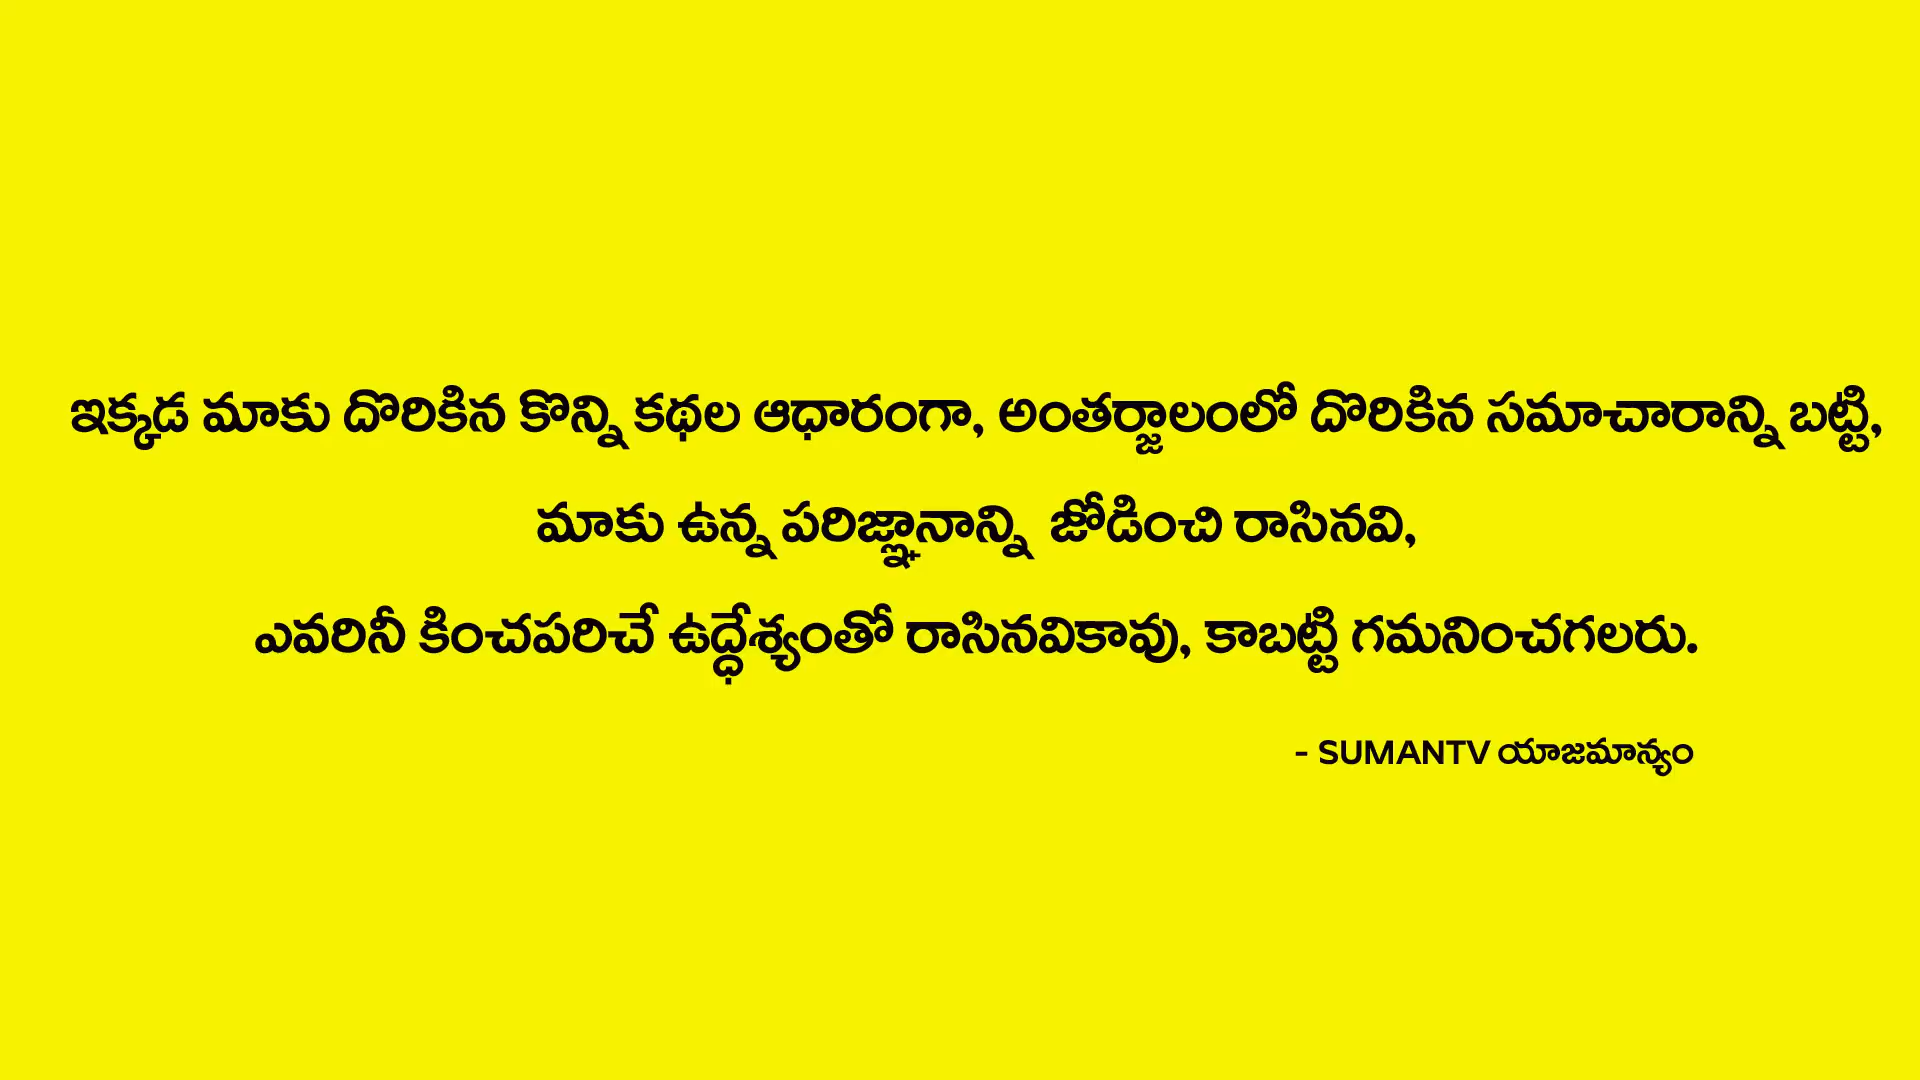 ఇక్కడ మాకు దొరికిన కొన్ని కథల ఆధారంగా, అంతర్జాలంలో దొరికిన సమాచారాన్ని బట్టి,
మాకు ఉన్న పరిజ్ఞానాన్ని జోడించి రాసినవి,
ఎవరినీ కించపరిచే ఉద్ధేశ్యంతో రాసినవికావు, కాబట్టి గమనించగలరు.
- SUMANTV యాజమాన్యం